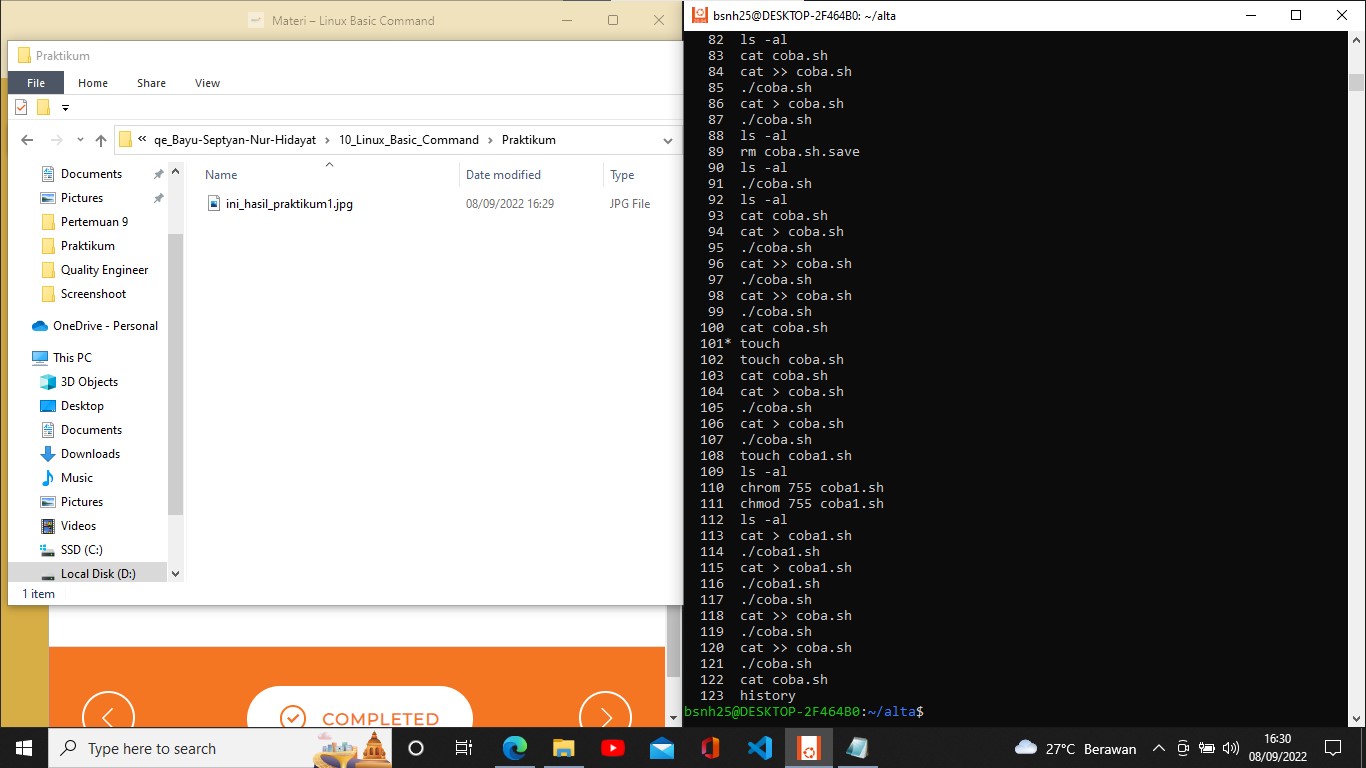 Materi – Linux Basic Command
Praktikum
File Home Share View
« qe_Bayu-Septyan-Nur-Hidayat › 10_Linux_Basic_Command › Praktikum
Name Date modified Type
ini_hasil_praktikum1.jpg 08/09/2022 16:29 JPG File
Documents
Pictures
Pertemuan 9
Praktikum
Quality Engineer
Screenshoot
OneDrive - Personal
This PC
3D Objects
Desktop
Documents
Downloads
Music
Pictures
Videos
SSD (C:)
Local Disk (D:)
1 item
COMPLETED
bsnh25@DESKTOP-2F464B0: ~/alta
82 ls -al
83 cat coba.sh
84 cat >> coba.sh
85 ./coba.sh
86 cat > coba.sh
87 ./coba.sh
88 ls -al
89 rm coba.sh.save
90 ls -al
91 ./coba.sh
92 ls -al
93 cat coba.sh
94 cat > coba.sh
95 ./coba.sh
96 cat >> coba.sh
97 ./coba.sh
98 cat >> coba.sh
99 ./coba.sh
100 cat coba.sh
101* touch
102 touch coba.sh
103 cat coba.sh
104 cat > coba.sh
105 ./coba.sh
106 cat > coba.sh
107 ./coba.sh
108 touch coba1.sh
109 ls -al
110 chrom 755 coba1.sh
111 chmod 755 coba1.sh
112 ls -al
113 cat > coba1.sh
114 ./coba1.sh
115 cat > coba1.sh
116 ./coba1.sh
117 ./coba.sh
118 cat >> coba.sh
119 ./coba.sh
120 cat >> coba.sh
121 ./coba.sh
122 cat coba.sh
123 history
bsnh25@DESKTOP-2F464B0:~/alta$
Type here to search
27°C Berawan
16:30
08/09/2022